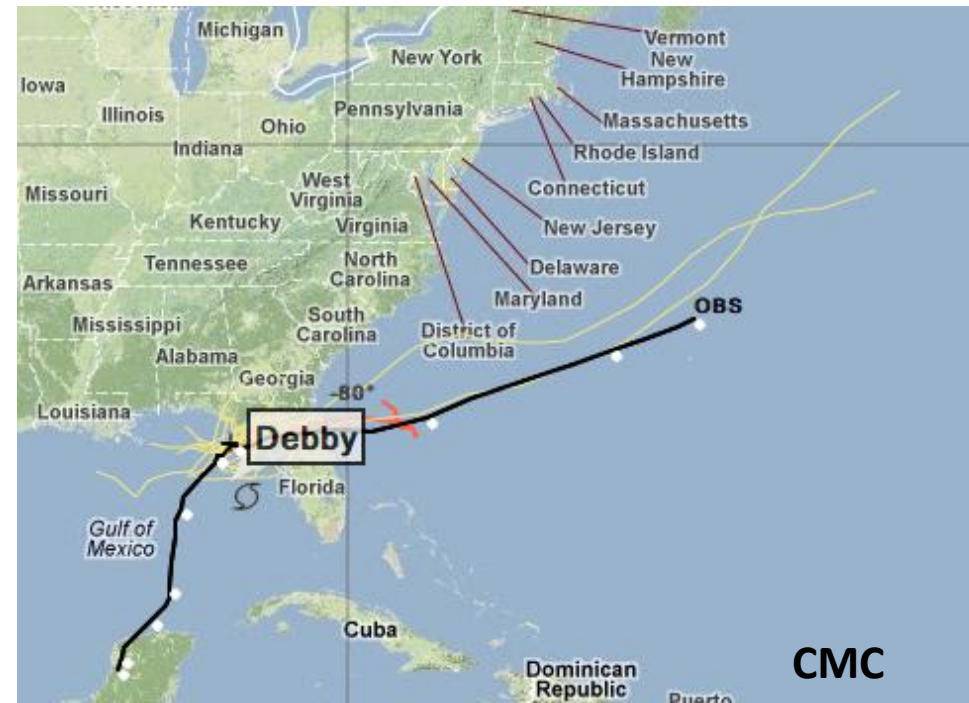 Michigan
Vermont
New
Hampshire
New York
Iowa
Massachusetts
Pennsylvania
Illinois
Ohio
Rhode Island
Indiana
Connecticut
West
Virginia
Missouri
New Jersey
Kentucky
Virginia
Delaware
Tennessee
North
Carolina
Arkansas
Maryland
OBS
South
Carolina
Mississippi
District of
Columbia
Alabama
Georgia
-80°
Louisiana
Debby
Florida
Gulf of
Mexico
Cuba
CMC
Dominican
Republic
Puerto